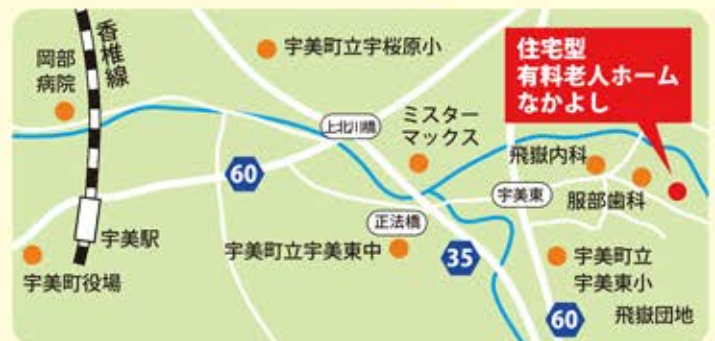 香椎線
岡部
病院
宇美町立宇桜原小
住宅型
有料老人ホーム
なかよし
上北川橋
ミスター
マックス
飛嶽内科
60
宇美東
服部歯科
正法橋
宇美駅
宇美町立宇美東中
35
宇美町立
宇美東小
宇美町役場
60
飛嶽団地